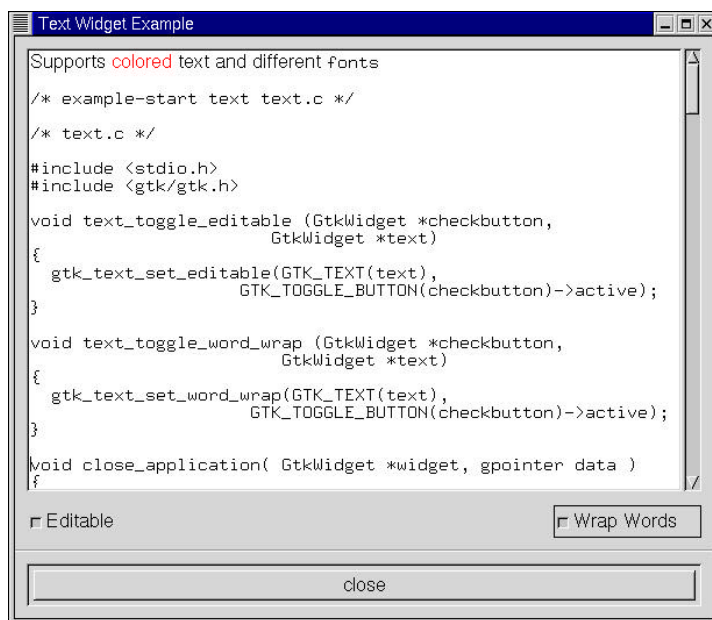 Text Widget Example
Supports colored text and different fonts
/* example-start text text.c */
/* text.c */
#include <stdio.h>
#include <gtk/gtk.h>
void text_toggle_editable (GtkWidget *checkbutton,
                       GtkWidget *text)
{
  gtk_text_set_editable(GTK_TEXT(text),
                    GTK_TOGGLE_BUTTON(checkbutton)->active);
}
void text_toggle_word_wrap (GtkWidget *checkbutton,
                        GtkWidget *text)
{
  gtk_text_set_word_wrap(GTK_TEXT(text),
                     GTK_TOGGLE_BUTTON(checkbutton)->active);
}
void close_application( GtkWidget *widget, gpointer data )
{
Editable
Wrap Words
close